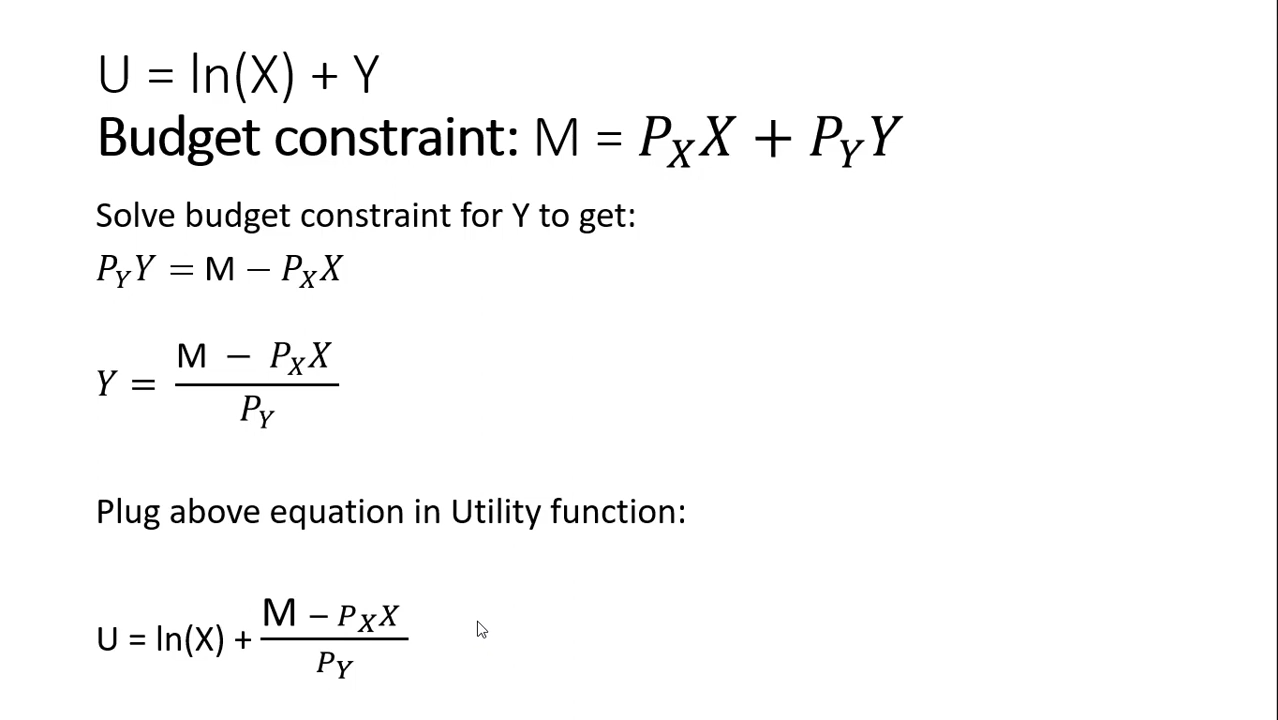 U = ln(X) + Y
Budget constraint: M = P_X X + P_Y Y
Solve budget constraint for Y to get:
P_Y Y = M − P_X X
Y = (M − P_X X) / P_Y
Plug above equation in Utility function:
U = ln(X) + (M − P_X X) / P_Y